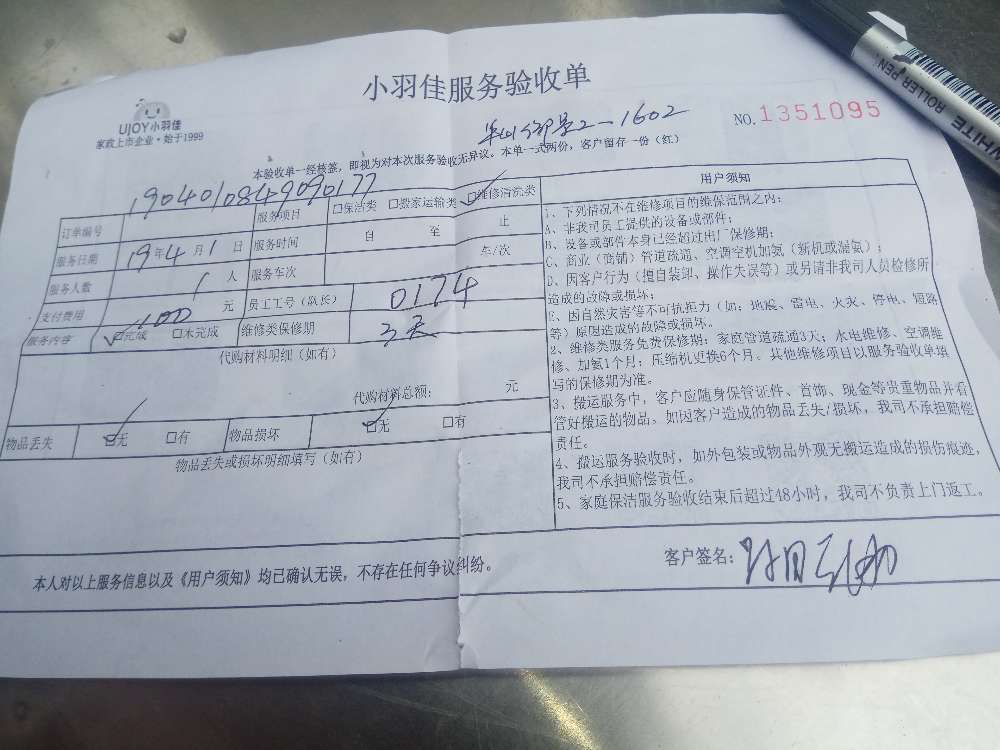 小羽佳服务验收单
UJOY小羽佳
家政上市企业·始于1999
2-1602
NO.1351095
本验收单一经核签，即视为对本次服务验收无异议。本单一式两份，客户留存一份（红）
订单编号 1904010849090177
服务项目 □保洁类 □搬家运输类 ☑维修清洗类
服务日期 19年4月1日 服务时间 自 至 止
服务人数 1人 服务车次 车/次
支付费用 100元 员工工号(队长) 0174
服务内容 ☑完成 □未完成 维修类保修期 3天
代购材料明细（如有）
代购材料总额： 元
物品丢失 ☑无 □有 物品损坏 ☑无 □有
物品丢失或损坏明细填写（如有）
用户须知
1、下列情况不在维修项目的维保范围之内：
A、非我司员工提供的设备或部件；
B、设备或部件本身已经超过出厂保修期；
C、商业（商铺）管道疏通、空调空机加氨（新机或漏氨）；
D、因客户行为（擅自装卸、操作失误等）或另请非我司人员检修所
造成的故障或损坏；
E、因自然灾害等不可抗拒力（如：地震、雷电、火灾、停电、短路
等）原因造成的故障或损坏。
2、维修类服务免费保修期：家庭管道疏通3天；水电维修、空调维
修、加氨1个月；压缩机更换6个月。其他维修项目以服务验收单填
写的保修期为准。
3、搬运服务中，客户应随身保管证件、首饰、现金等贵重物品并看
管好搬运的物品。如因客户造成的物品丢失/损坏，我司不承担赔偿
责任。
4、搬运服务验收时，如外包装或物品外观无搬运造成的损伤痕迹，
我司不承担赔偿责任。
5、家庭保洁服务验收结束后超过48小时，我司不负责上门返工。
本人对以上服务信息以及《用户须知》均已确认无误，不存在任何争议纠纷。
客户签名：
WHITE ROLLER PEN